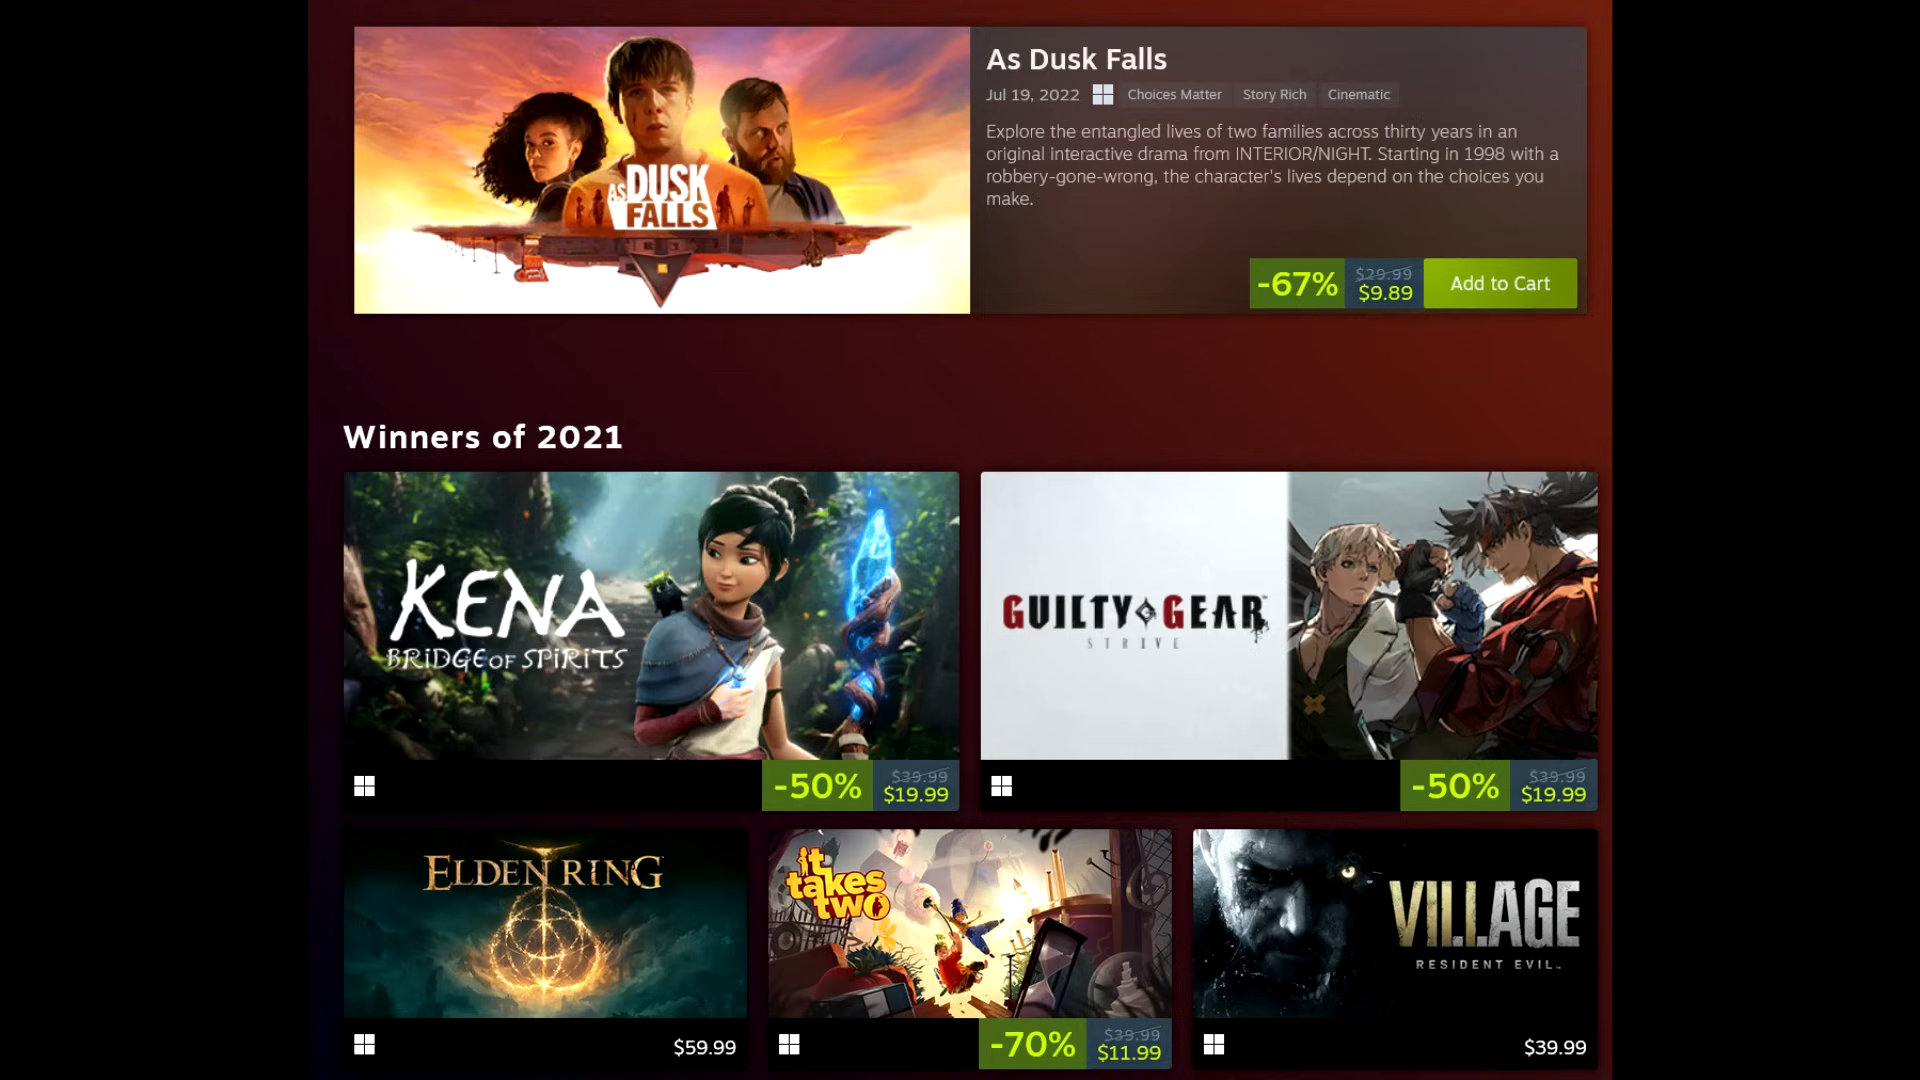 As Dusk Falls
Jul 19, 2022 Choices Matter Story Rich Cinematic
Explore the entangled lives of two families across thirty years in an
original interactive drama from INTERIOR/NIGHT. Starting in 1998 with a
robbery-gone-wrong, the character's lives depend on the choices you
make.
AS DUSK
FALLS
-67% $29.99 $9.89 Add to Cart
Winners of 2021
KENA
BRIDGE OF SPIRITS
GUILTY GEAR
STRIVE
-50% $39.99 $19.99
-50% $39.99 $19.99
ELDEN RING
it
takes
two
VILLAGE
RESIDENT EVIL
$59.99
-70% $39.99 $11.99
$39.99